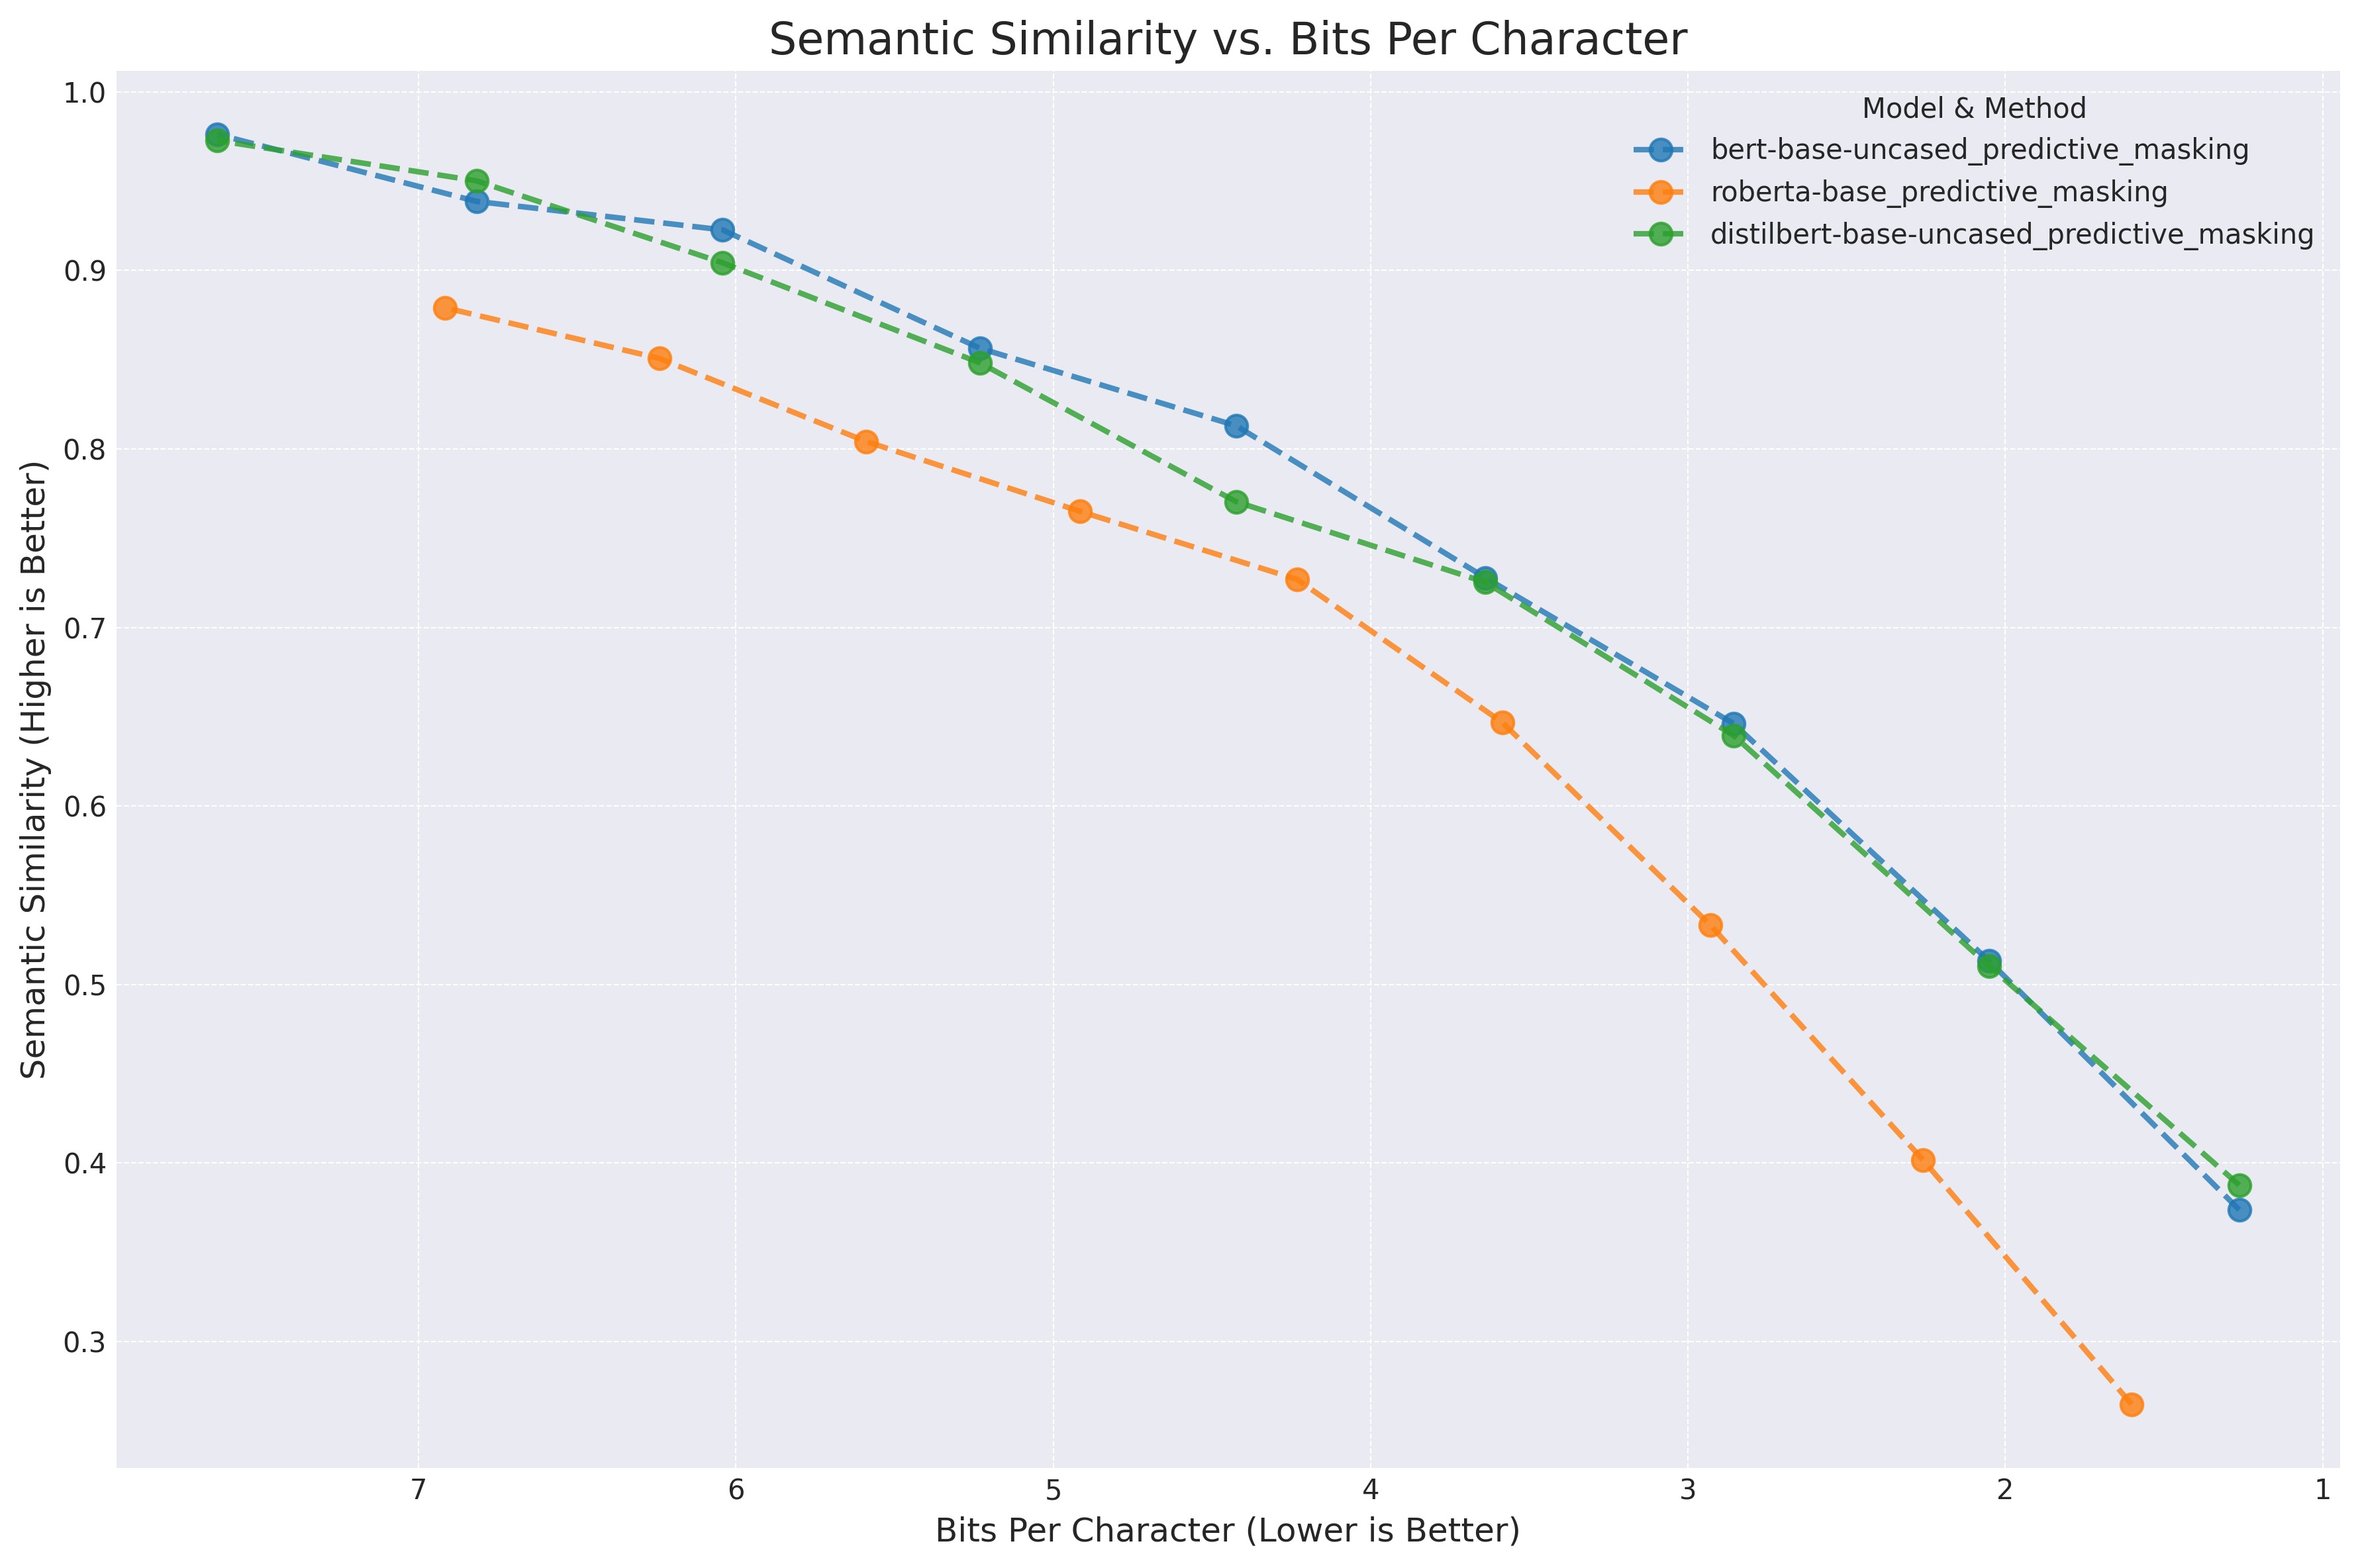 Semantic Similarity vs. Bits Per Character
Model & Method
bert-base-uncased_predictive_masking
roberta-base_predictive_masking
distilbert-base-uncased_predictive_masking
Semantic Similarity (Higher is Better)
1.0
0.9
0.8
0.7
0.6
0.5
0.4
0.3
7 6 5 4 3 2 1
Bits Per Character (Lower is Better)